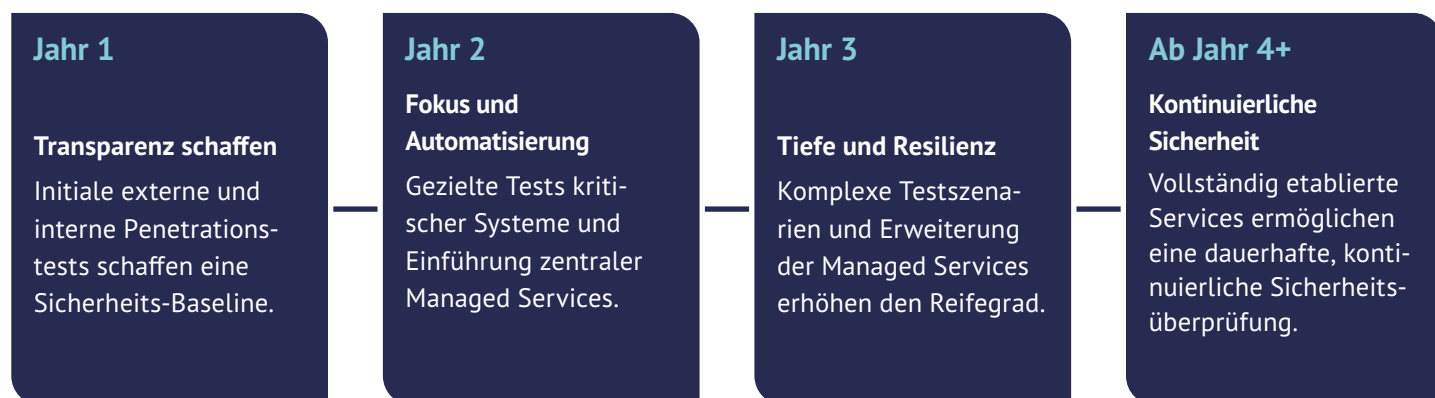 Jahr 1
Transparenz schaffen
Initiale externe und
interne Penetrations-
tests schaffen eine
Sicherheits-Baseline.
Jahr 2
Fokus und
Automatisierung
Gezielte Tests kriti-
scher Systeme und
Einführung zentraler
Managed Services.
Jahr 3
Tiefe und Resilienz
Komplexe Testszena-
rien und Erweiterung
der Managed Services
erhöhen den Reifegrad.
Ab Jahr 4+
Kontinuierliche
Sicherheit
Vollständig etablierte
Services ermöglichen
eine dauerhafte, konti-
nuierliche Sicherheits-
überprüfung.